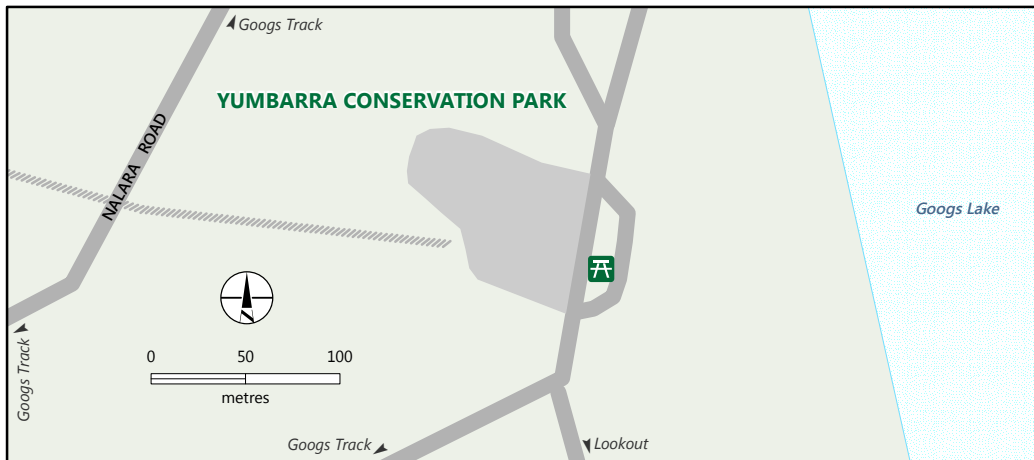 Googs Track
YUMBARRA CONSERVATION PARK
NALARA ROAD
Googs Lake
N
0 50 100
metres
Googs Track
Googs Track
Lookout